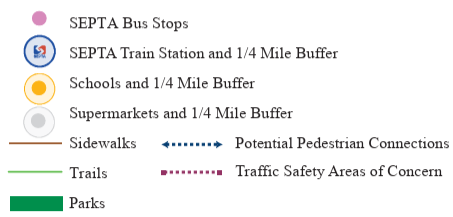 SEPTA Bus Stops
SEPTA Train Station and 1/4 Mile Buffer
Schools and 1/4 Mile Buffer
Supermarkets and 1/4 Mile Buffer
Sidewalks
Potential Pedestrian Connections
Trails
Traffic Safety Areas of Concern
Parks